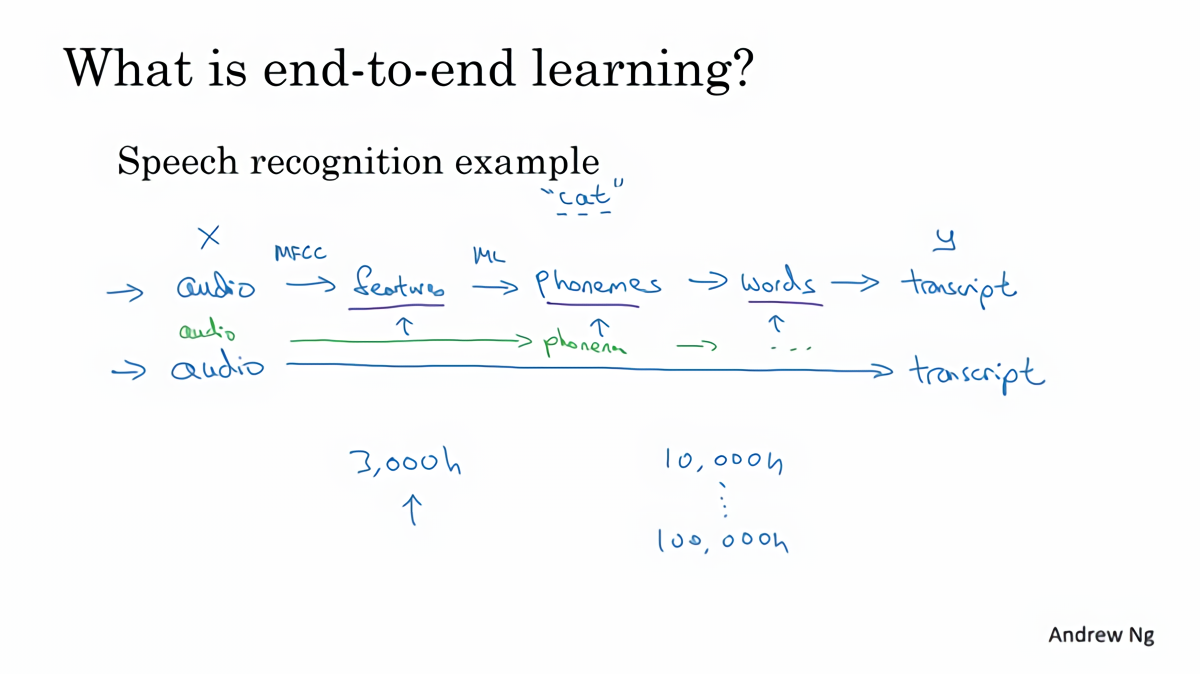 What is end-to-end learning?
Speech recognition example
"cat"
X MFCC ML y
→ audio → features → phonemes → words → transcript
audio → phonem → ...
→ audio → transcript
3,000h 10,000h
100,000h
Andrew Ng